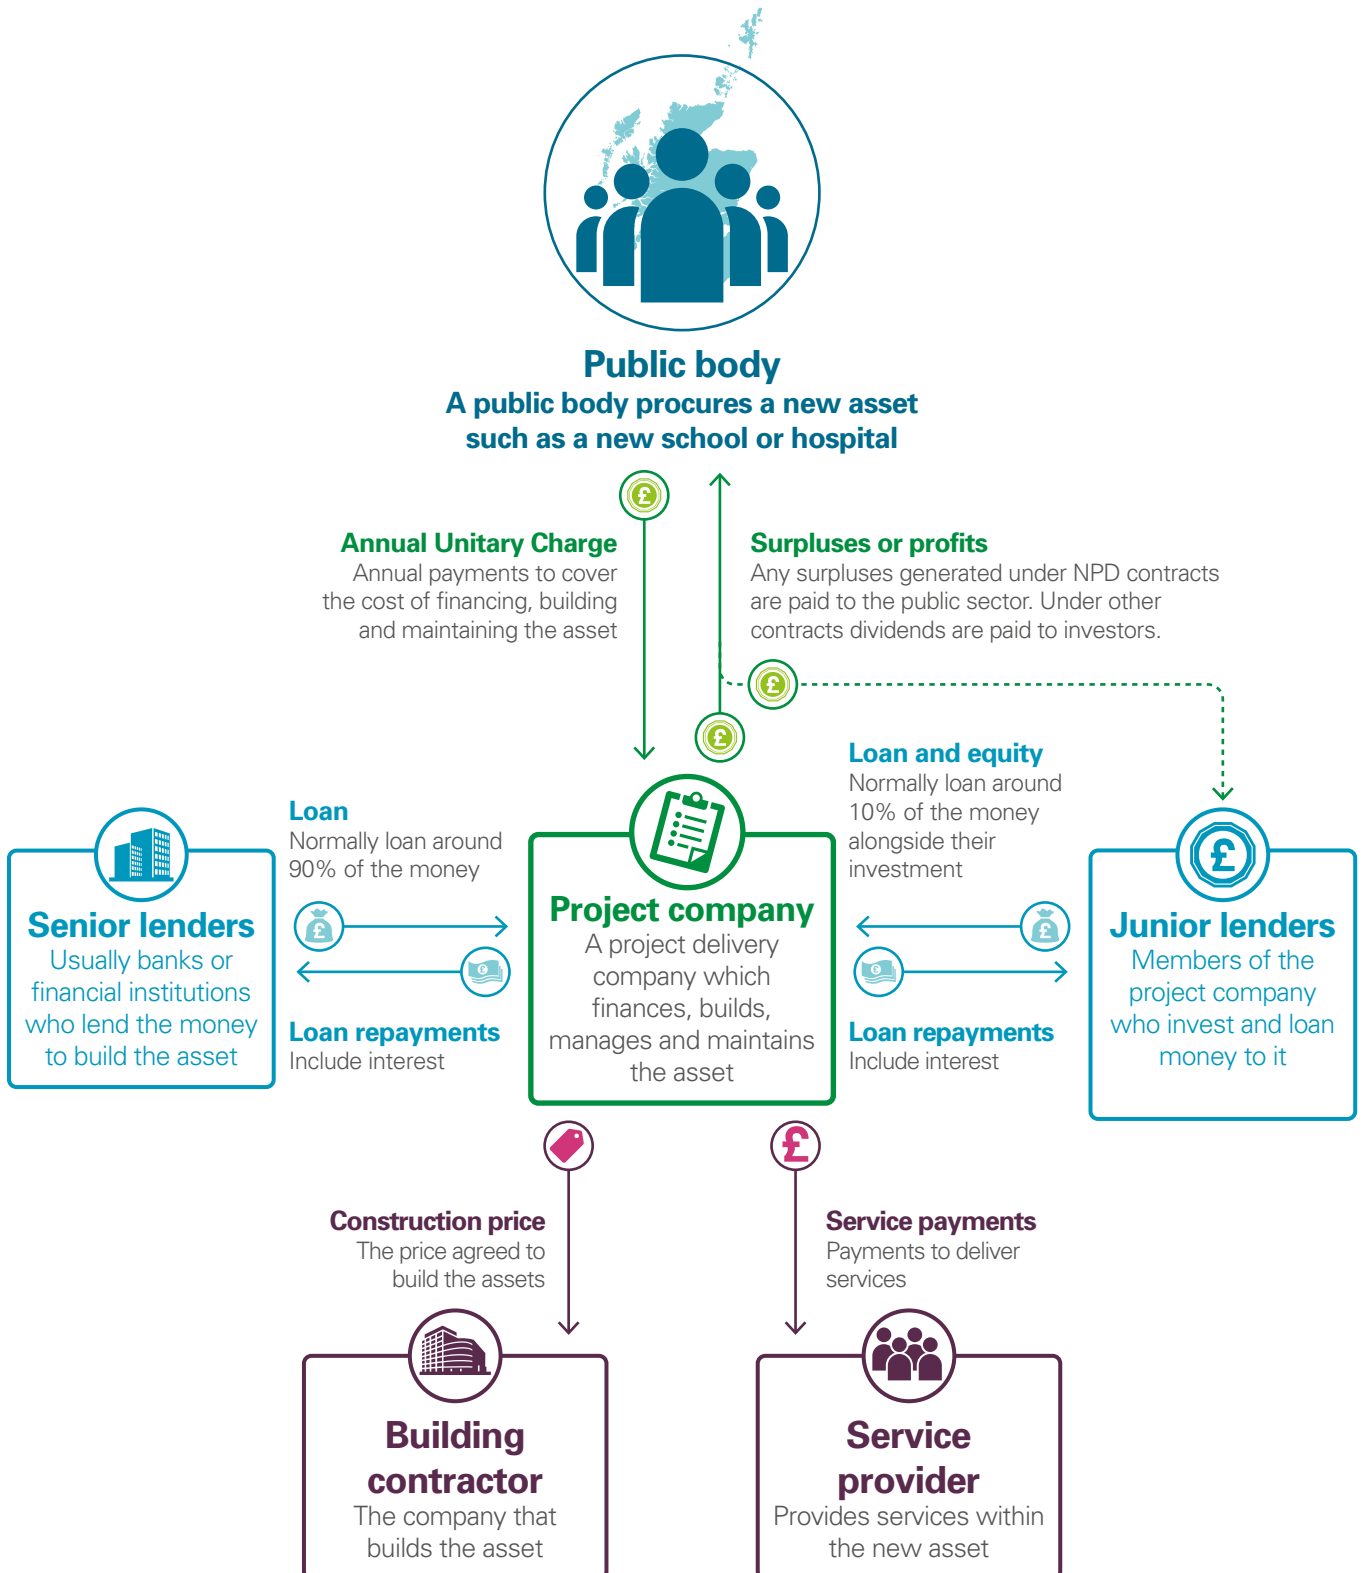 Public body
A public body procures a new asset
such as a new school or hospital
£
Annual Unitary Charge
Annual payments to cover
the cost of financing, building
and maintaining the asset
Surpluses or profits
Any surpluses generated under NPD contracts
are paid to the public sector. Under other
contracts dividends are paid to investors.
£
£
Loan
Normally loan around
90% of the money
£
£
Loan repayments
Include interest
Senior lenders
Usually banks or
financial institutions
who lend the money
to build the asset
Project company
A project delivery
company which
finances, builds,
manages and maintains
the asset
Loan and equity
Normally loan around
10% of the money
alongside their
investment
£
£
Loan repayments
Include interest
£
Junior lenders
Members of the
project company
who invest and loan
money to it
Construction price
The price agreed to
build the assets
£
Service payments
Payments to deliver
services
Building
contractor
The company that
builds the asset
Service
provider
Provides services within
the new asset